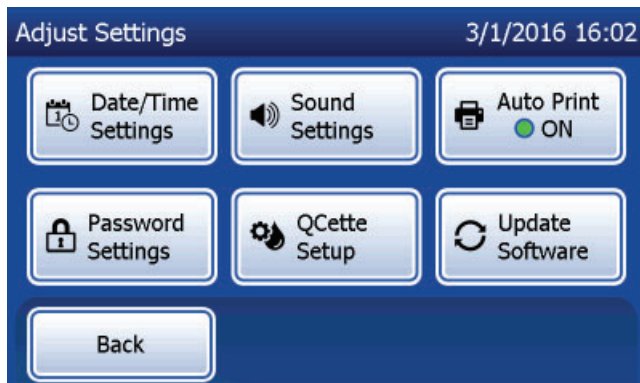 Adjust Settings 3/1/2016 16:02
Date/Time
Settings
Sound
Settings
Auto Print
ON
Password
Settings
QCette
Setup
Update
Software
Back